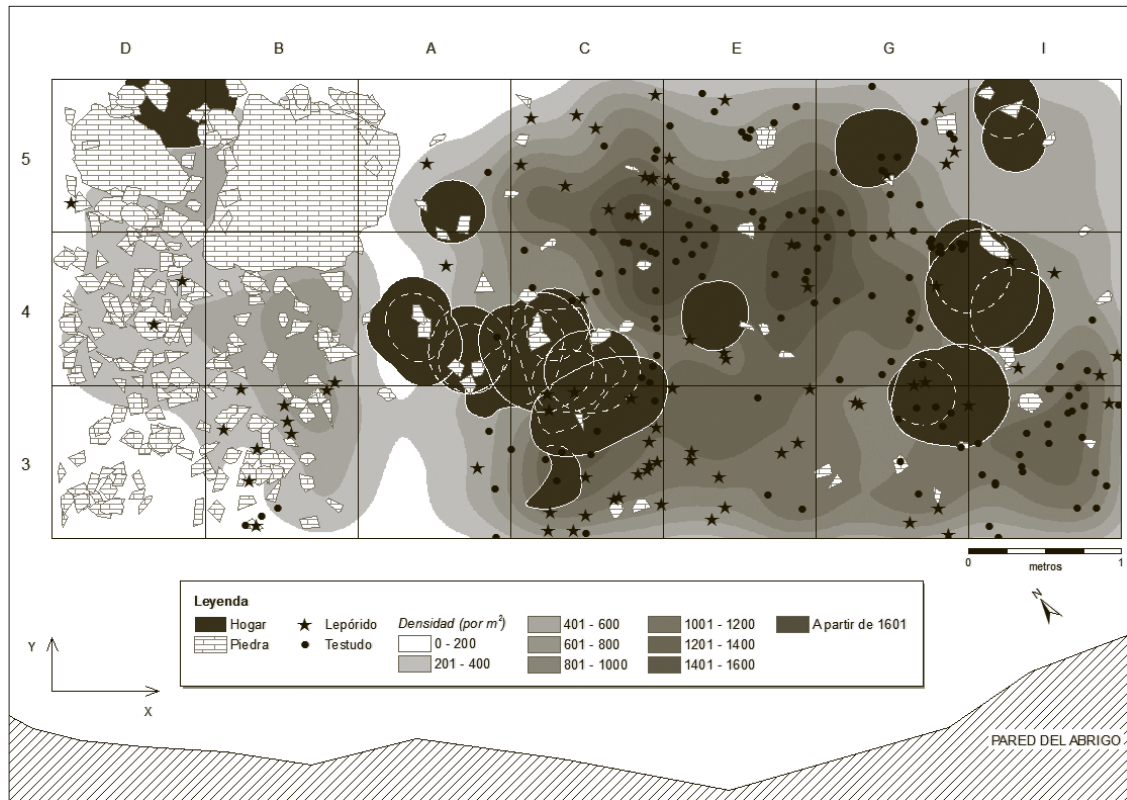 D B A C E G I
5
4
3
0 1
metros
N
Leyenda
Hogar
Piedra
Lepórido
Testudo
Densidad (por m²)
0 - 200
201 - 400
401 - 600
601 - 800
801 - 1000
1001 - 1200
1201 - 1400
1401 - 1600
A partir de 1601
Y
X
PARED DEL ABRIGO